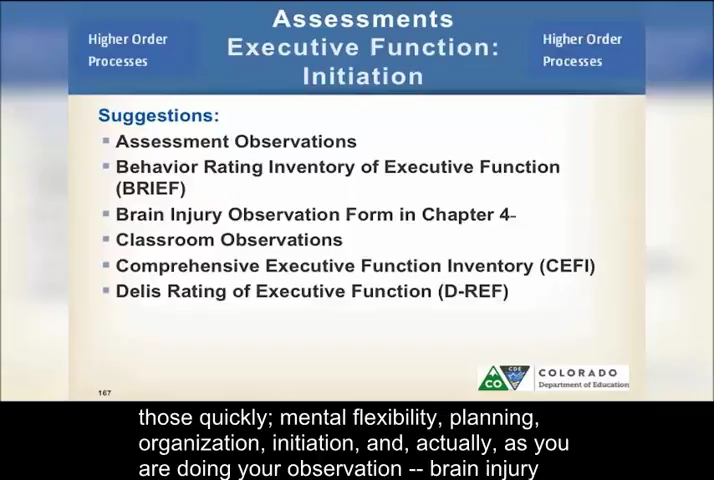 Assessments
Higher Order
Processes
Executive Function:
Initiation
Higher Order
Processes
Suggestions:
Assessment Observations
Behavior Rating Inventory of Executive Function
(BRIEF)
Brain Injury Observation Form in Chapter 4-
Classroom Observations
Comprehensive Executive Function Inventory (CEFI)
Delis Rating of Executive Function (D-REF)
CO
CDE
COLORADO
Department of Education
167
those quickly; mental flexibility, planning,
organization, initiation, and, actually, as you
are doing your observation -- brain injury